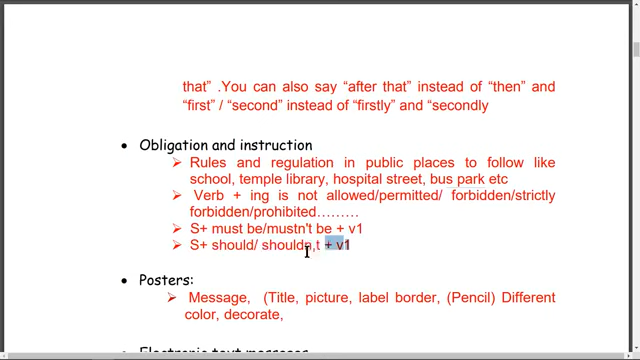 that” .You can also say “after that” instead of “then” and
“first” / “second” instead of “firstly” and “secondly
• Obligation and instruction
➢ Rules and regulation in public places to follow like
school, temple library, hospital street, bus park etc
➢ Verb + ing is not allowed/permitted/ forbidden/strictly
forbidden/prohibited………
➢ S+ must be/mustn't be + v1
➢ S+ should/ shouldn,t + v1
• Posters:
➢ Message, (Title, picture, label border, (Pencil) Different
color, decorate,
• Electronic text messages